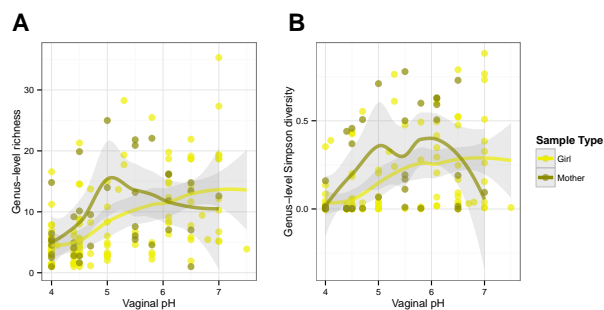 A
B
Genus−level richness
30
20
10
0
4
5
6
7
Vaginal pH
Genus−level Simpson diversity
0.5
0.0
4
5
6
7
Vaginal pH
Sample Type
Girl
Mother